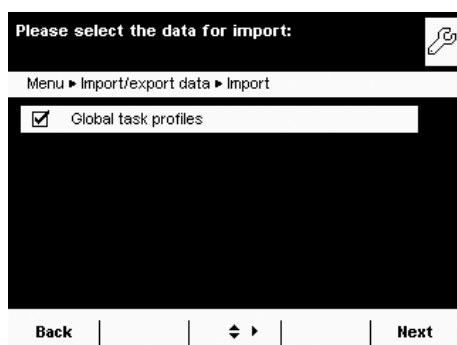 Please select the data for import:
Menu ▸ Import/export data ▸ Import
Global task profiles
Back
Next